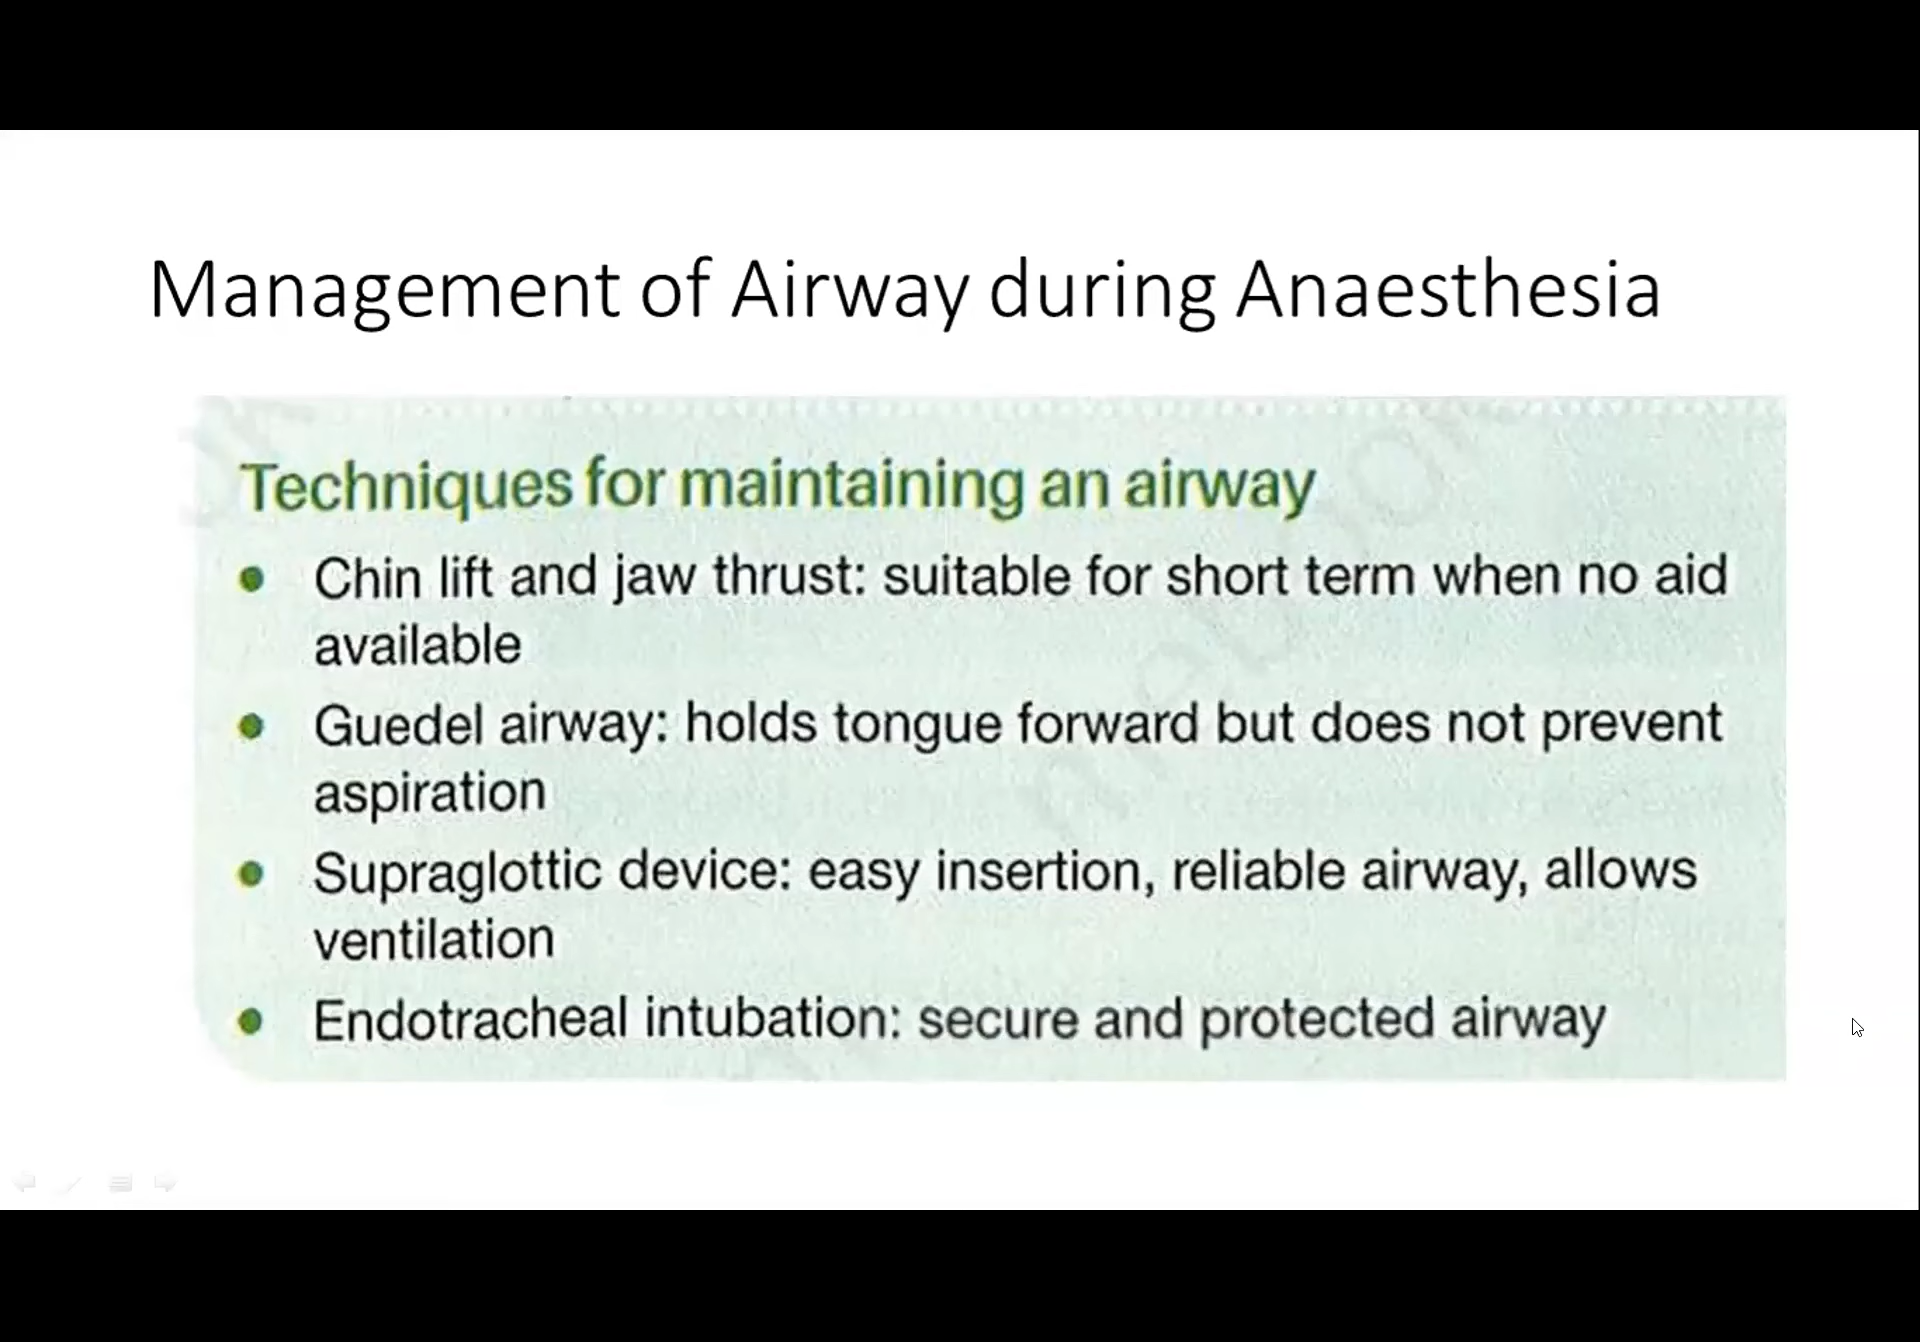 Management of Airway during Anaesthesia
Techniques for maintaining an airway
• Chin lift and jaw thrust: suitable for short term when no aid
available
• Guedel airway: holds tongue forward but does not prevent
aspiration
• Supraglottic device: easy insertion, reliable airway, allows
ventilation
• Endotracheal intubation: secure and protected airway